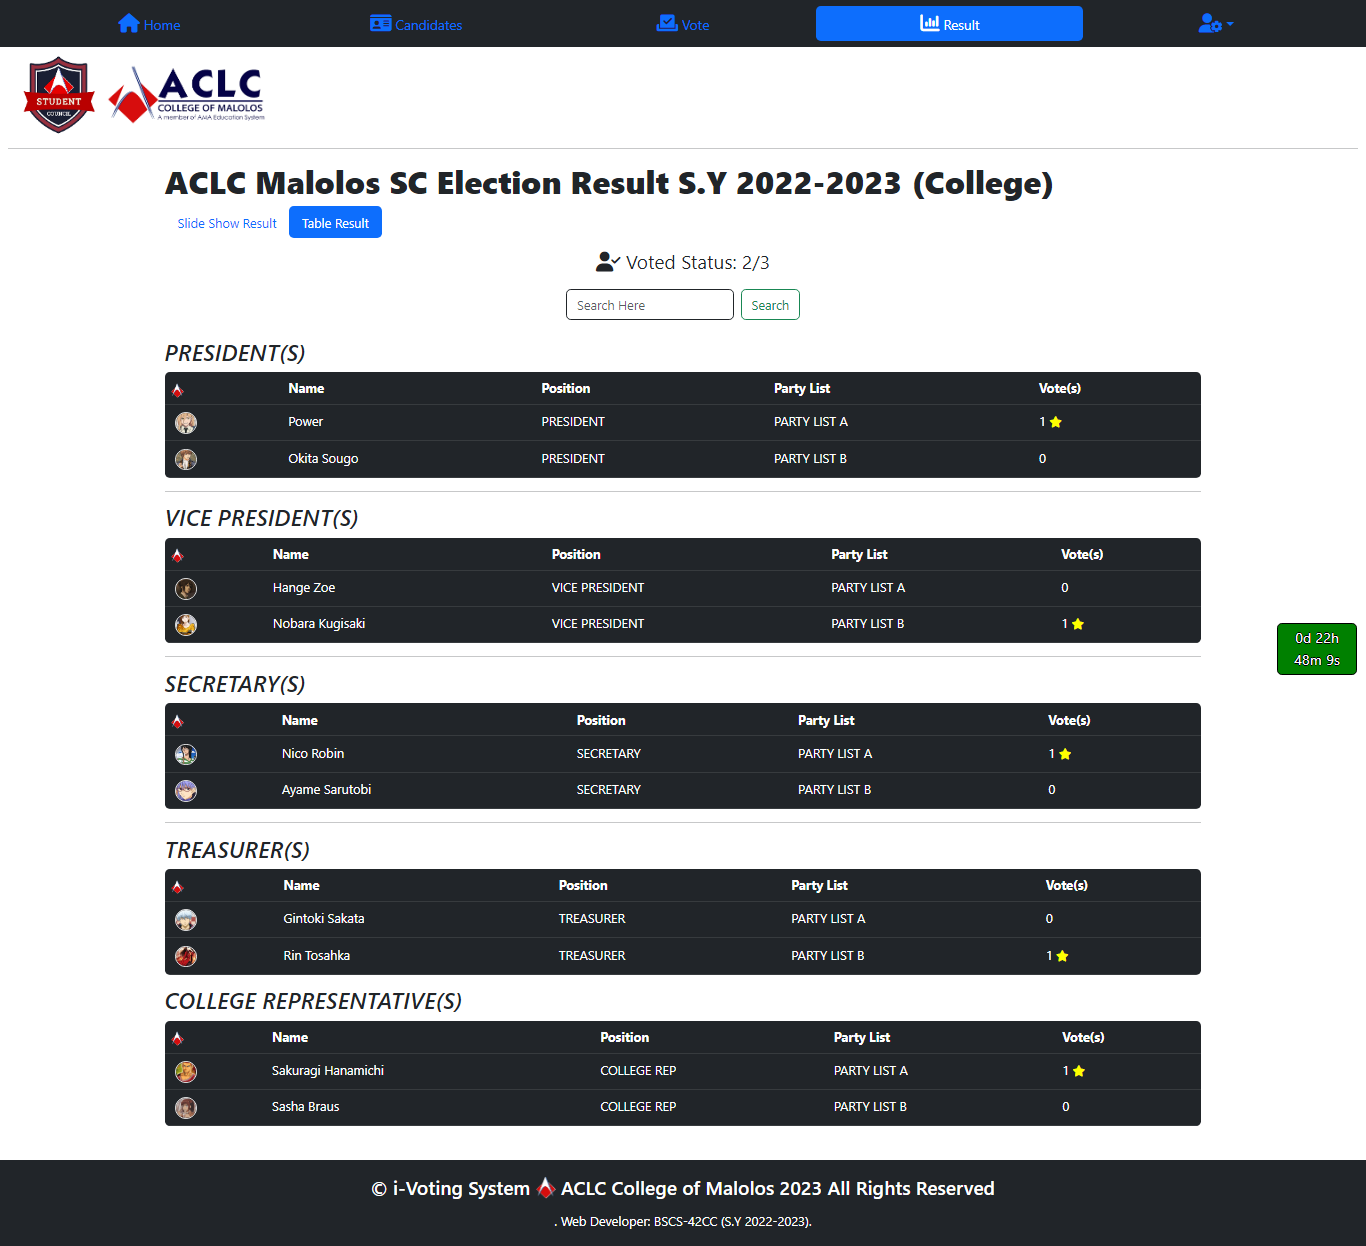 Home Candidates Vote Result
STUDENT
COUNCIL
ACLC
COLLEGE OF MALOLOS
A member of AMA Education System
ACLC Malolos SC Election Result S.Y 2022-2023 (College)
Slide Show Result Table Result
Voted Status: 2/3
Search Here Search
PRESIDENT(S)
Name Position Party List Vote(s)
Power PRESIDENT PARTY LIST A 1
Okita Sougo PRESIDENT PARTY LIST B 0
VICE PRESIDENT(S)
Name Position Party List Vote(s)
Hange Zoe VICE PRESIDENT PARTY LIST A 0
Nobara Kugisaki VICE PRESIDENT PARTY LIST B 1
0d 22h
48m 9s
SECRETARY(S)
Name Position Party List Vote(s)
Nico Robin SECRETARY PARTY LIST A 1
Ayame Sarutobi SECRETARY PARTY LIST B 0
TREASURER(S)
Name Position Party List Vote(s)
Gintoki Sakata TREASURER PARTY LIST A 0
Rin Tosahka TREASURER PARTY LIST B 1
COLLEGE REPRESENTATIVE(S)
Name Position Party List Vote(s)
Sakuragi Hanamichi COLLEGE REP PARTY LIST A 1
Sasha Braus COLLEGE REP PARTY LIST B 0
© i-Voting System ACLC College of Malolos 2023 All Rights Reserved
. Web Developer: BSCS-42CC (S.Y 2022-2023).